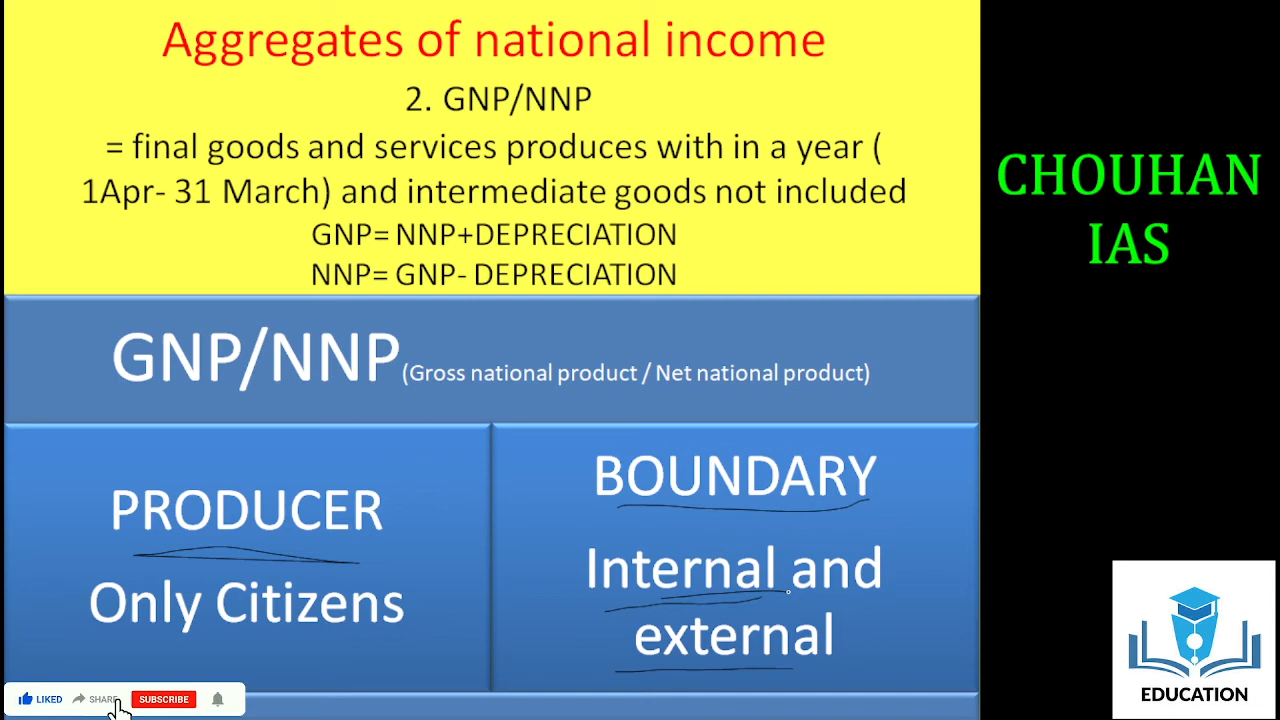 Aggregates of national income
2. GNP/NNP
= final goods and services produces with in a year (
1Apr- 31 March) and intermediate goods not included
GNP= NNP+DEPRECIATION
NNP= GNP- DEPRECIATION
GNP/NNP(Gross national product / Net national product)
PRODUCER
Only Citizens
BOUNDARY
Internal and
external
CHOUHAN
IAS
LIKED SHARE SUBSCRIBE
EDUCATION